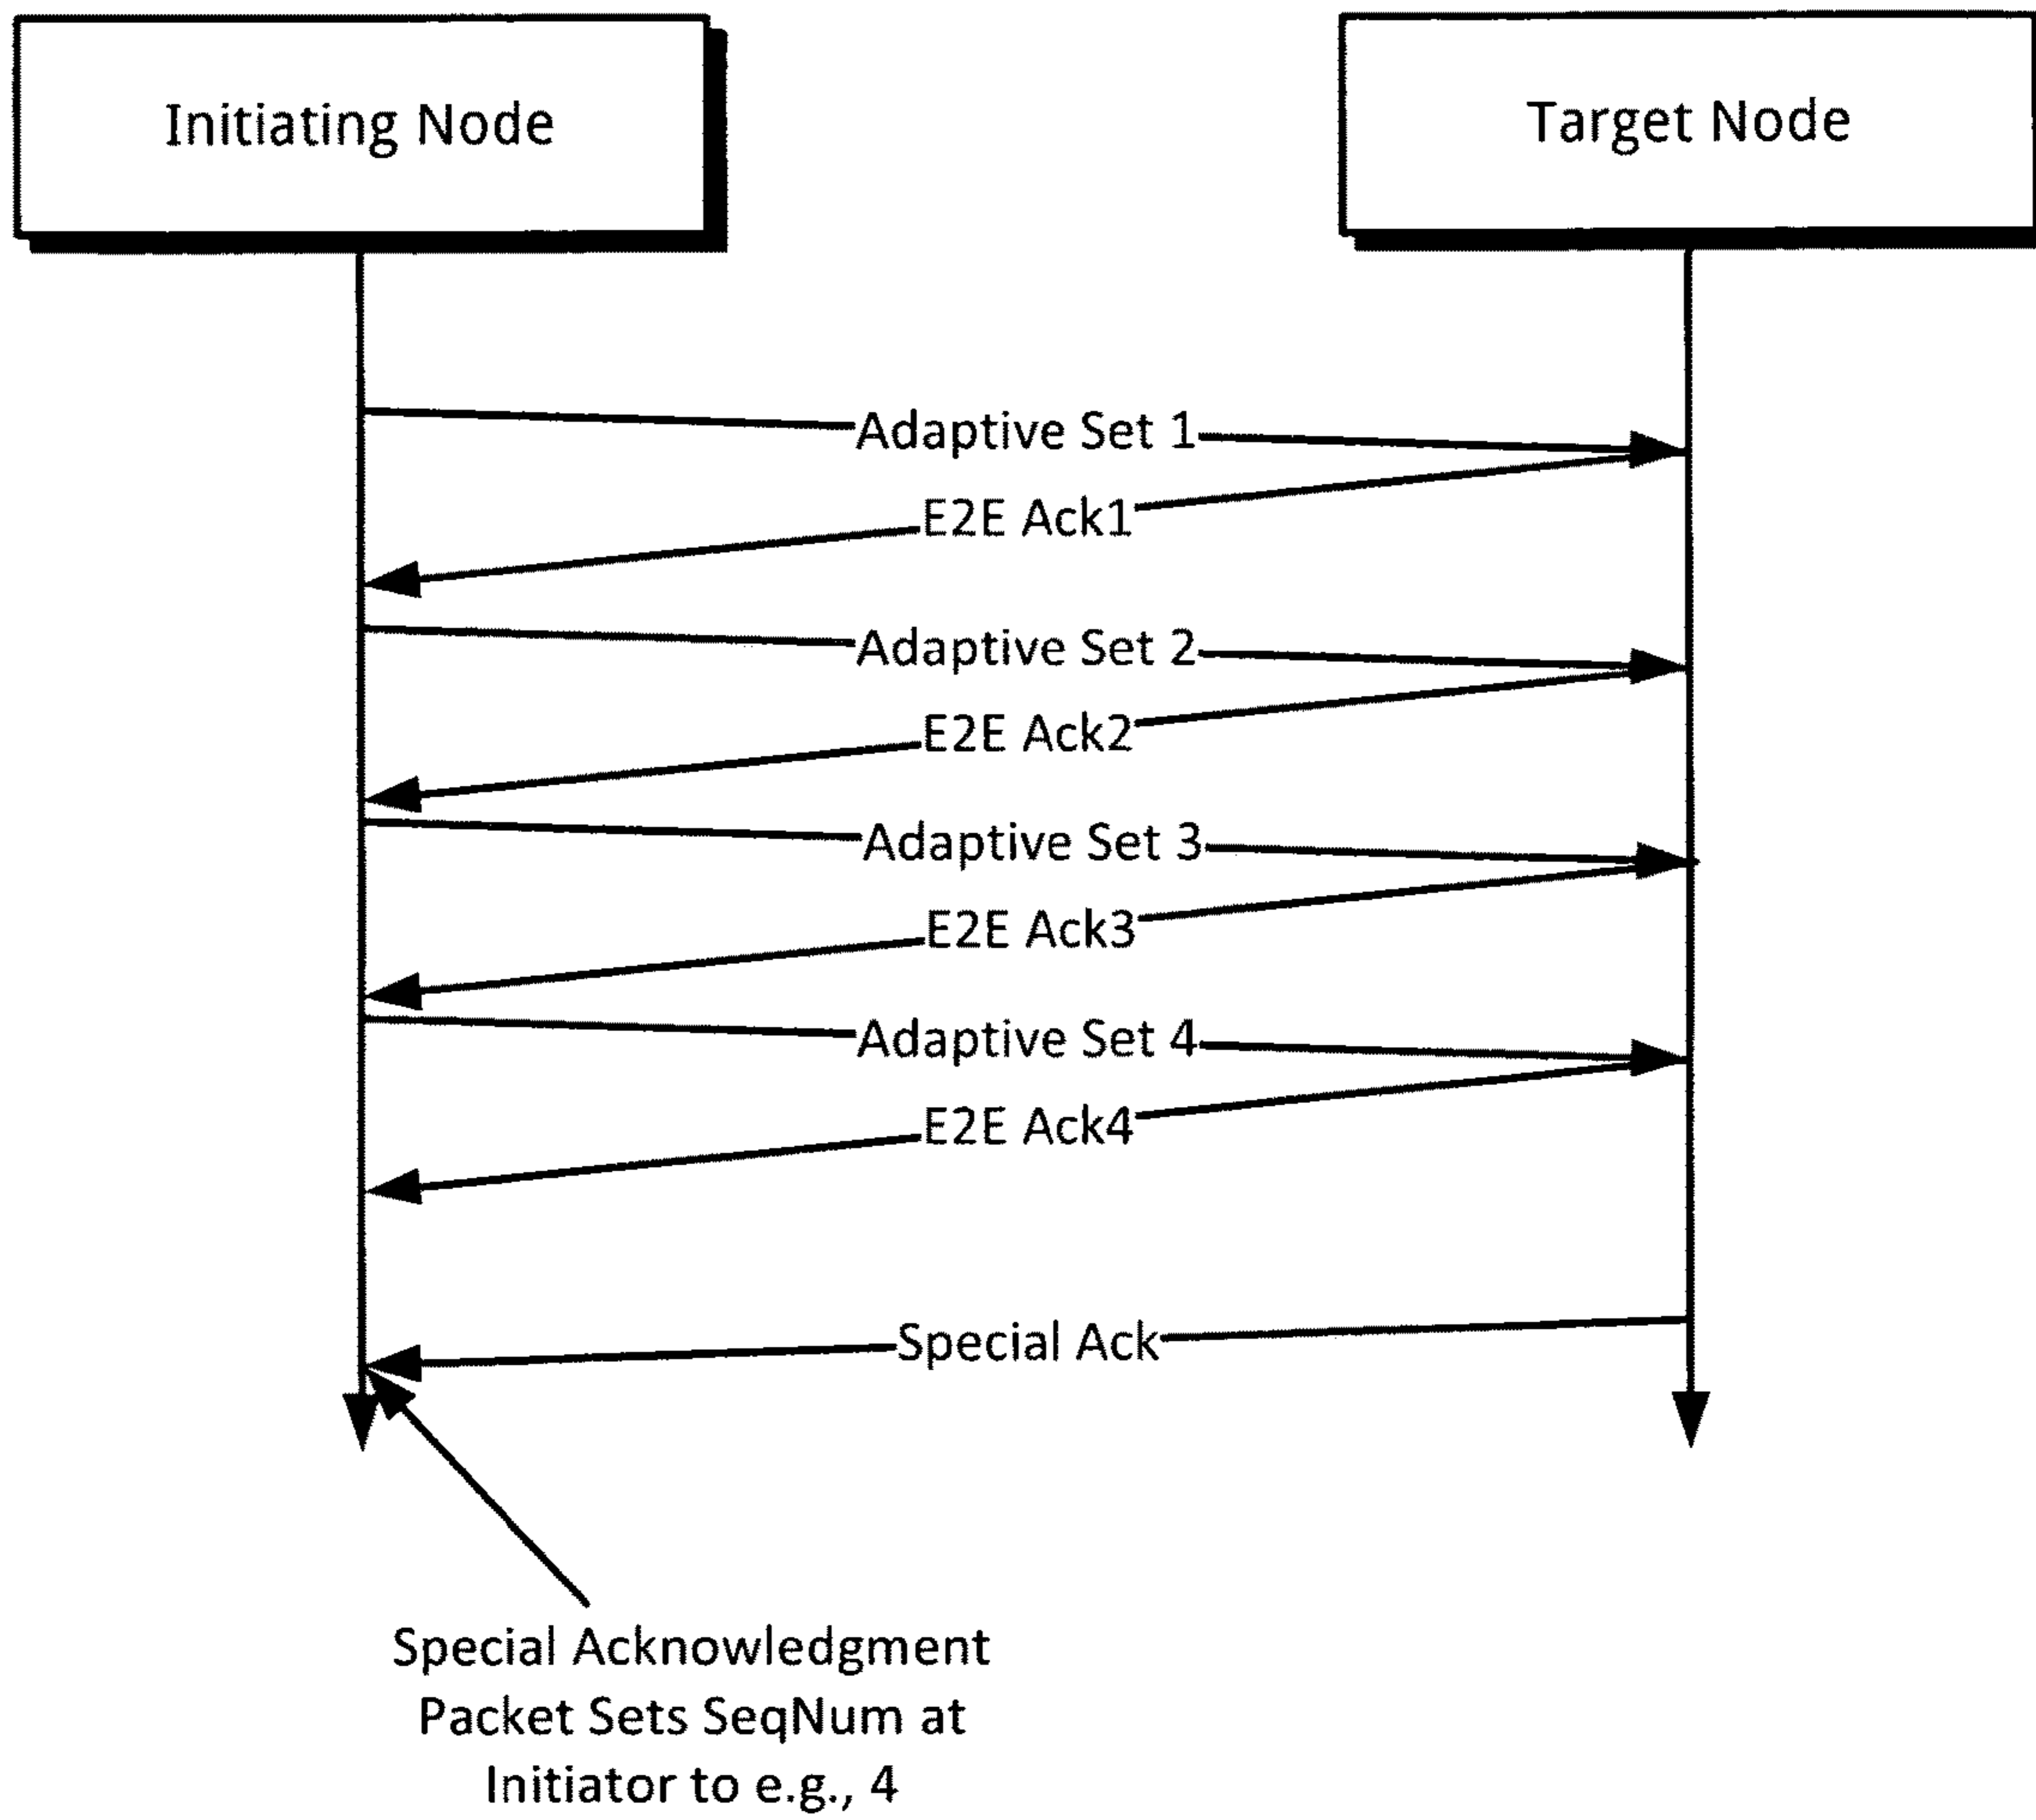 Initiating Node
Target Node
Adaptive Set 1
E2E Ack1
Adaptive Set 2
E2E Ack2
Adaptive Set 3
E2E Ack3
Adaptive Set 4
E2E Ack4
Special Ack
Special Acknowledgment
Packet Sets SeqNum at
Initiator to e.g., 4